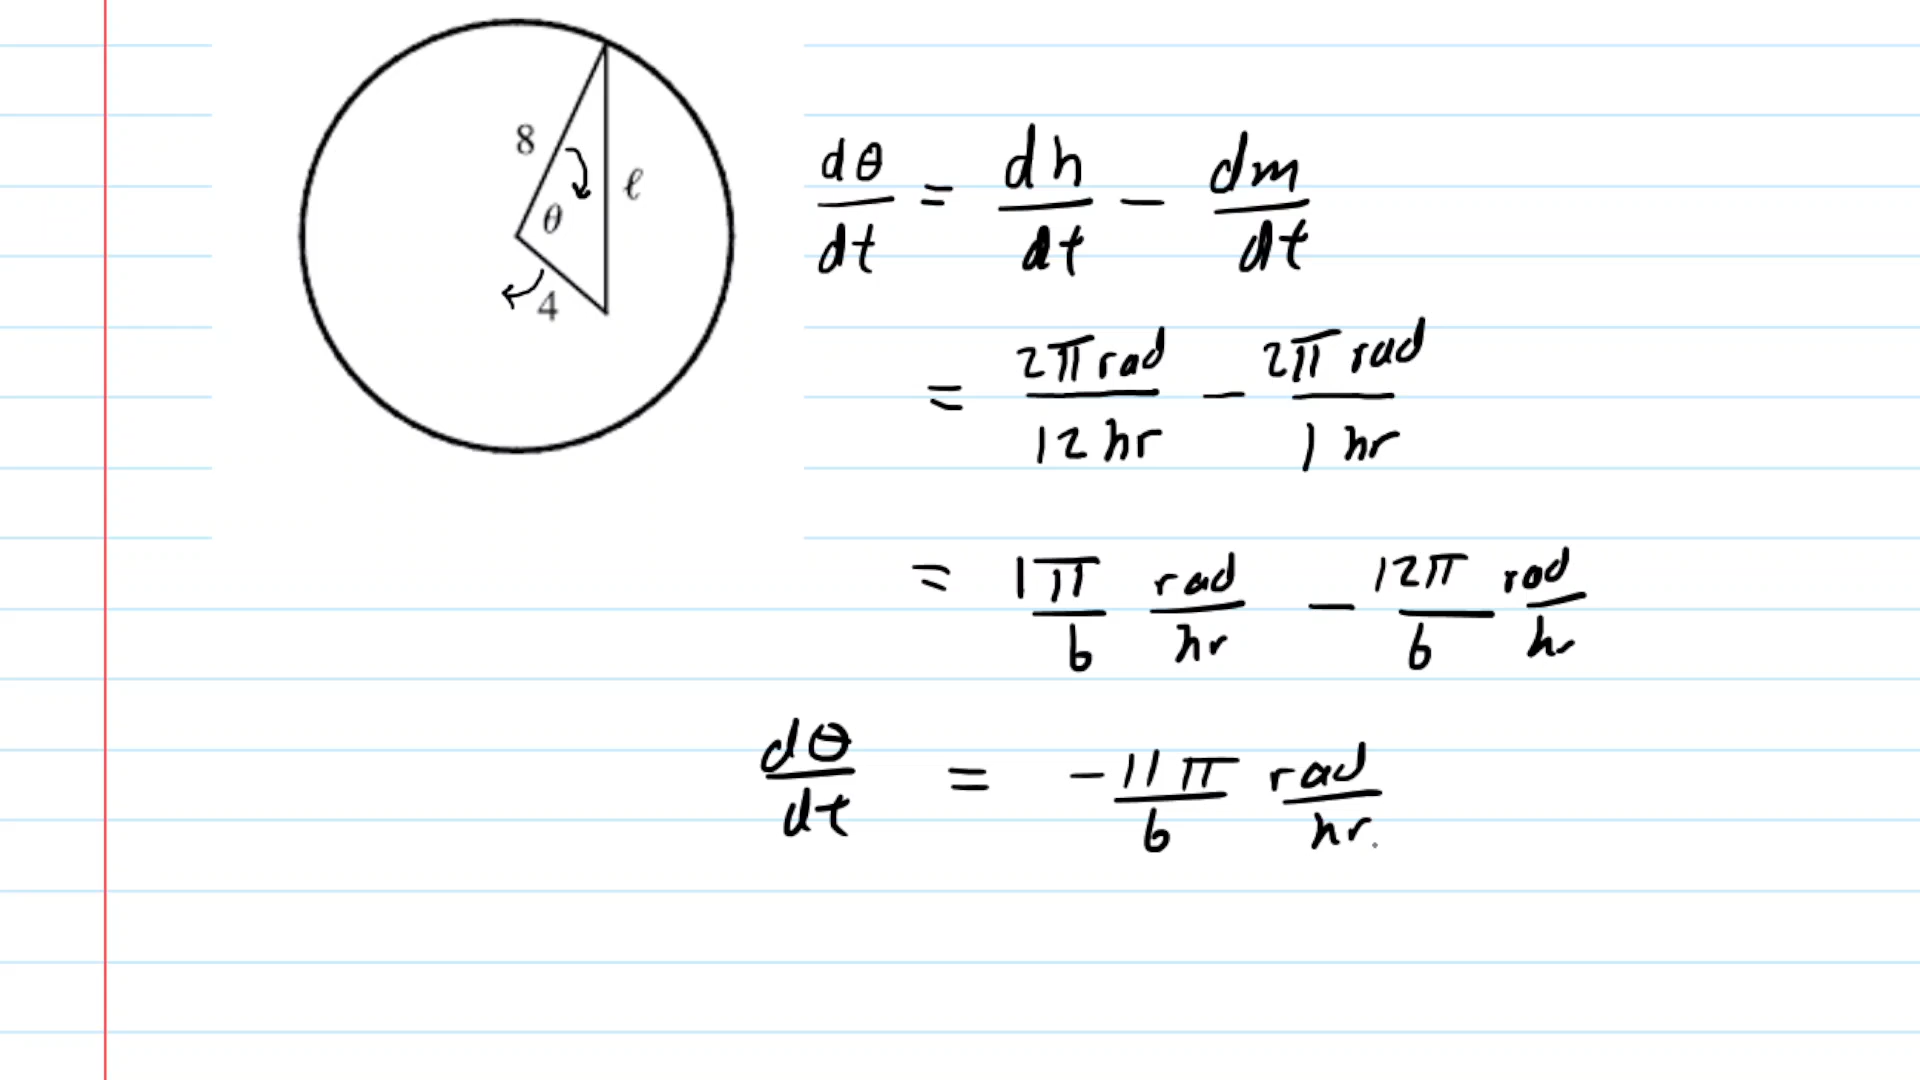 8
ℓ
θ
4
dθ/dt = dh/dt − dm/dt
= 2π rad/12 hr − 2π rad/1 hr
= 1π/6 rad/hr − 12π/6 rad/hr
dθ/dt = −11π/6 rad/hr.